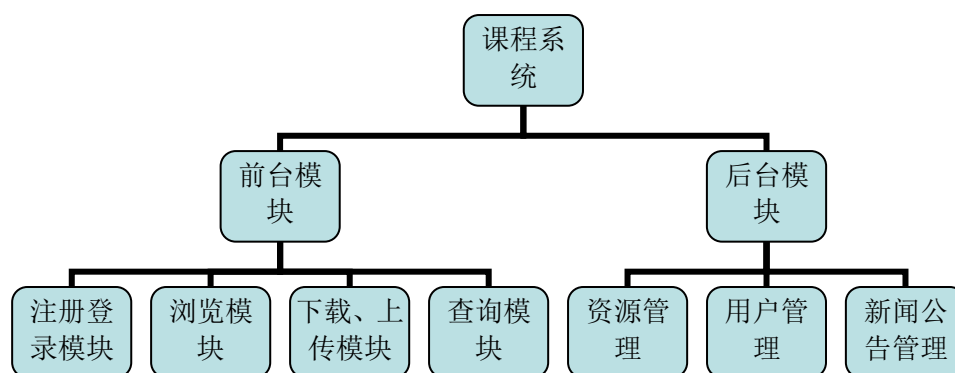 课程系
统
前台模
块
后台模
块
注册登
录模块
浏览模
块
下载、上
传模块
查询模
块
资源管
理
用户管
理
新闻公
告管理